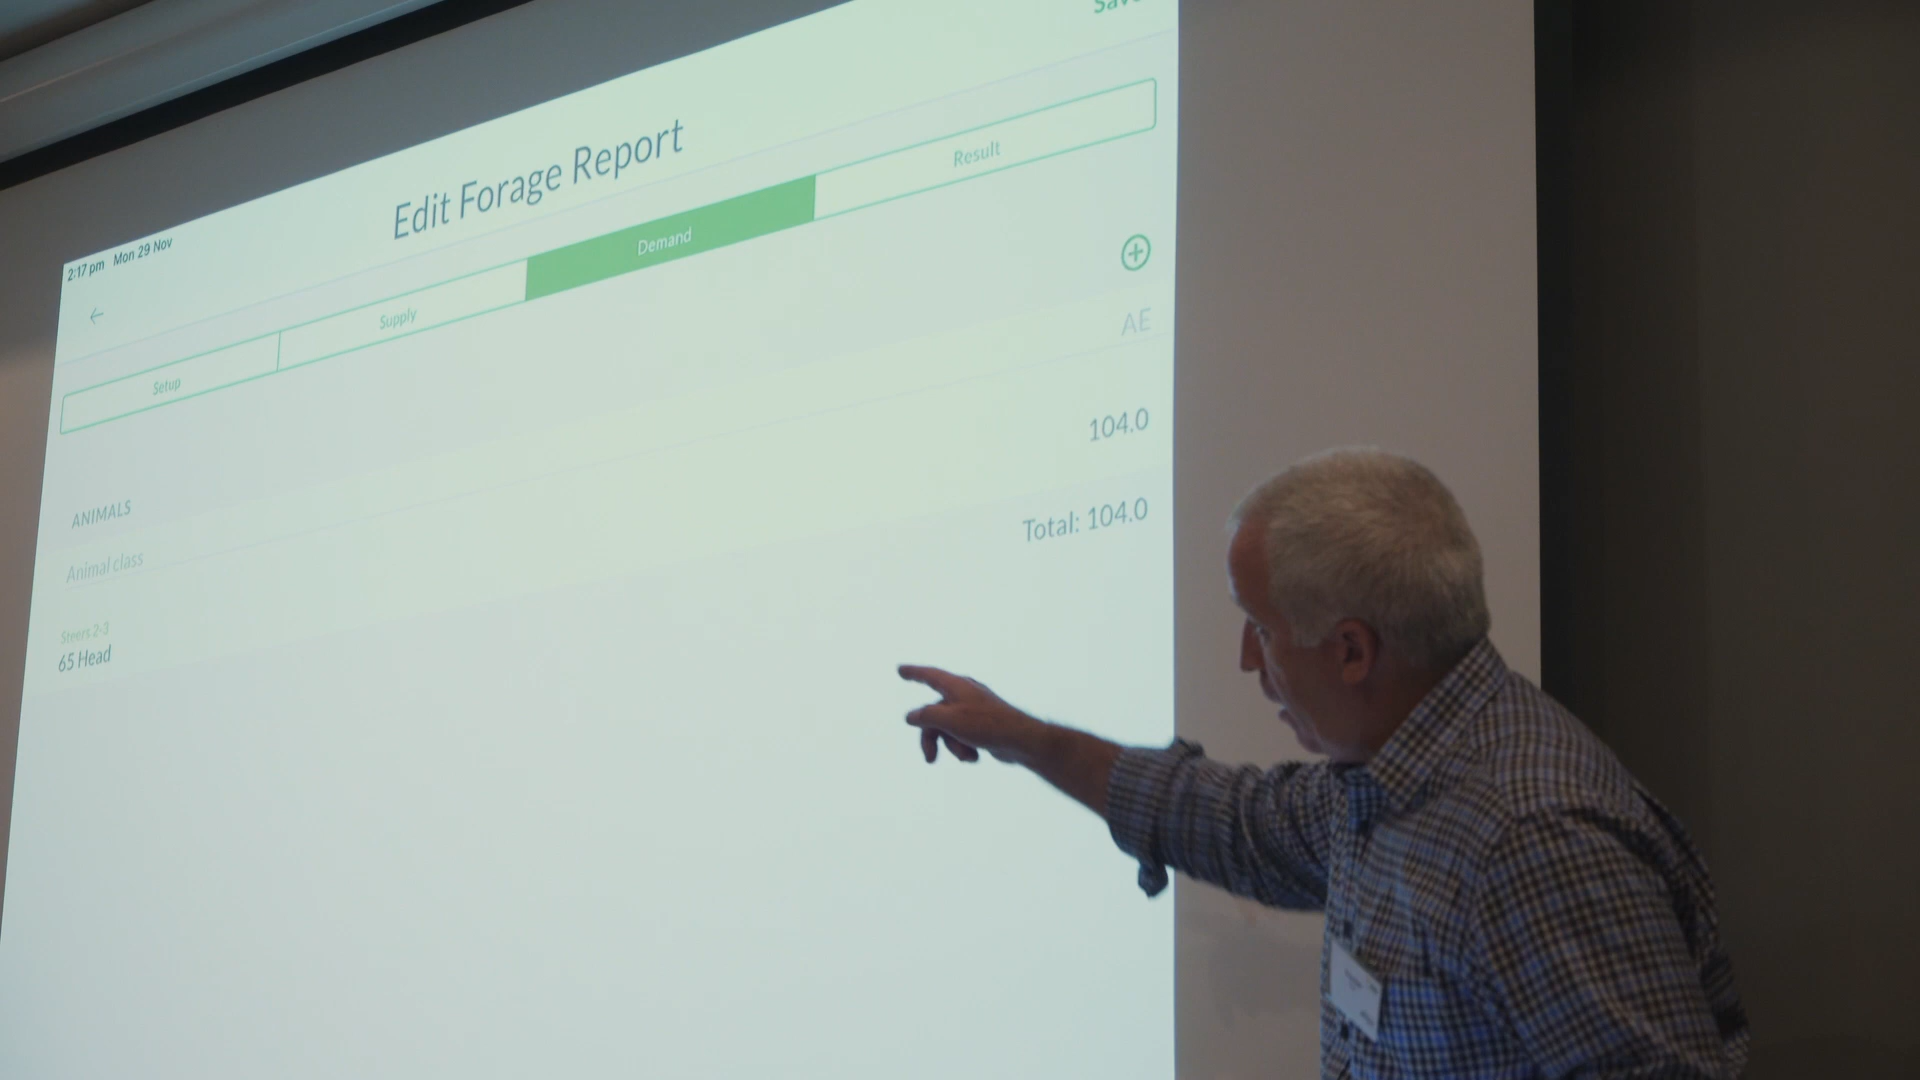 Save
2:17 pm Mon 29 Nov
Edit Forage Report
Setup
Supply
Demand
Result
ANIMALS
Animal class
AE
Steers 2-3
65 Head
104.0
Total: 104.0